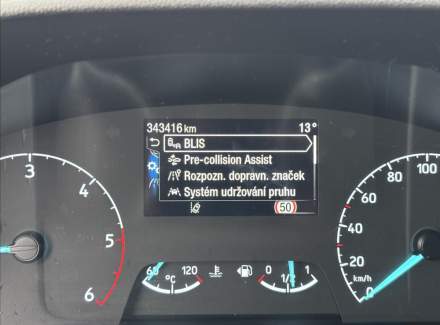 343416 km 13°
BLIS
Pre-collision Assist
Rozpozn. dopravn. značek
Systém udržování pruhu
50
3
4
5
6
60 °C 120
0 1/2 1
100
80
60
40
20
0
km/h